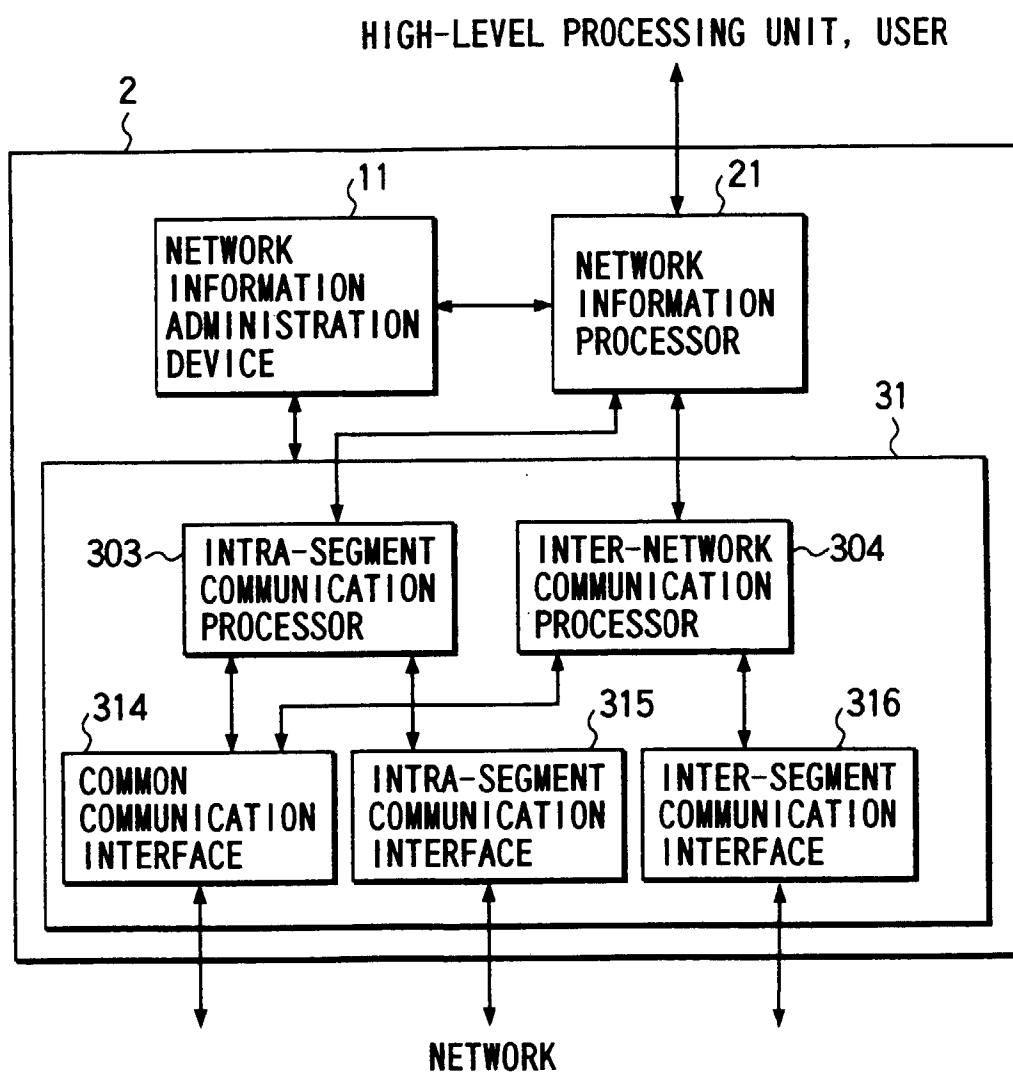 HIGH-LEVEL PROCESSING UNIT, USER
2
11
21
NETWORK
INFORMATION
ADMINISTRATION
DEVICE
NETWORK
INFORMATION
PROCESSOR
31
303
INTRA-SEGMENT
COMMUNICATION
PROCESSOR
INTER-NETWORK
COMMUNICATION
PROCESSOR
304
314
315
316
COMMON
COMMUNICATION
INTERFACE
INTRA-SEGMENT
COMMUNICATION
INTERFACE
INTER-SEGMENT
COMMUNICATION
INTERFACE
NETWORK